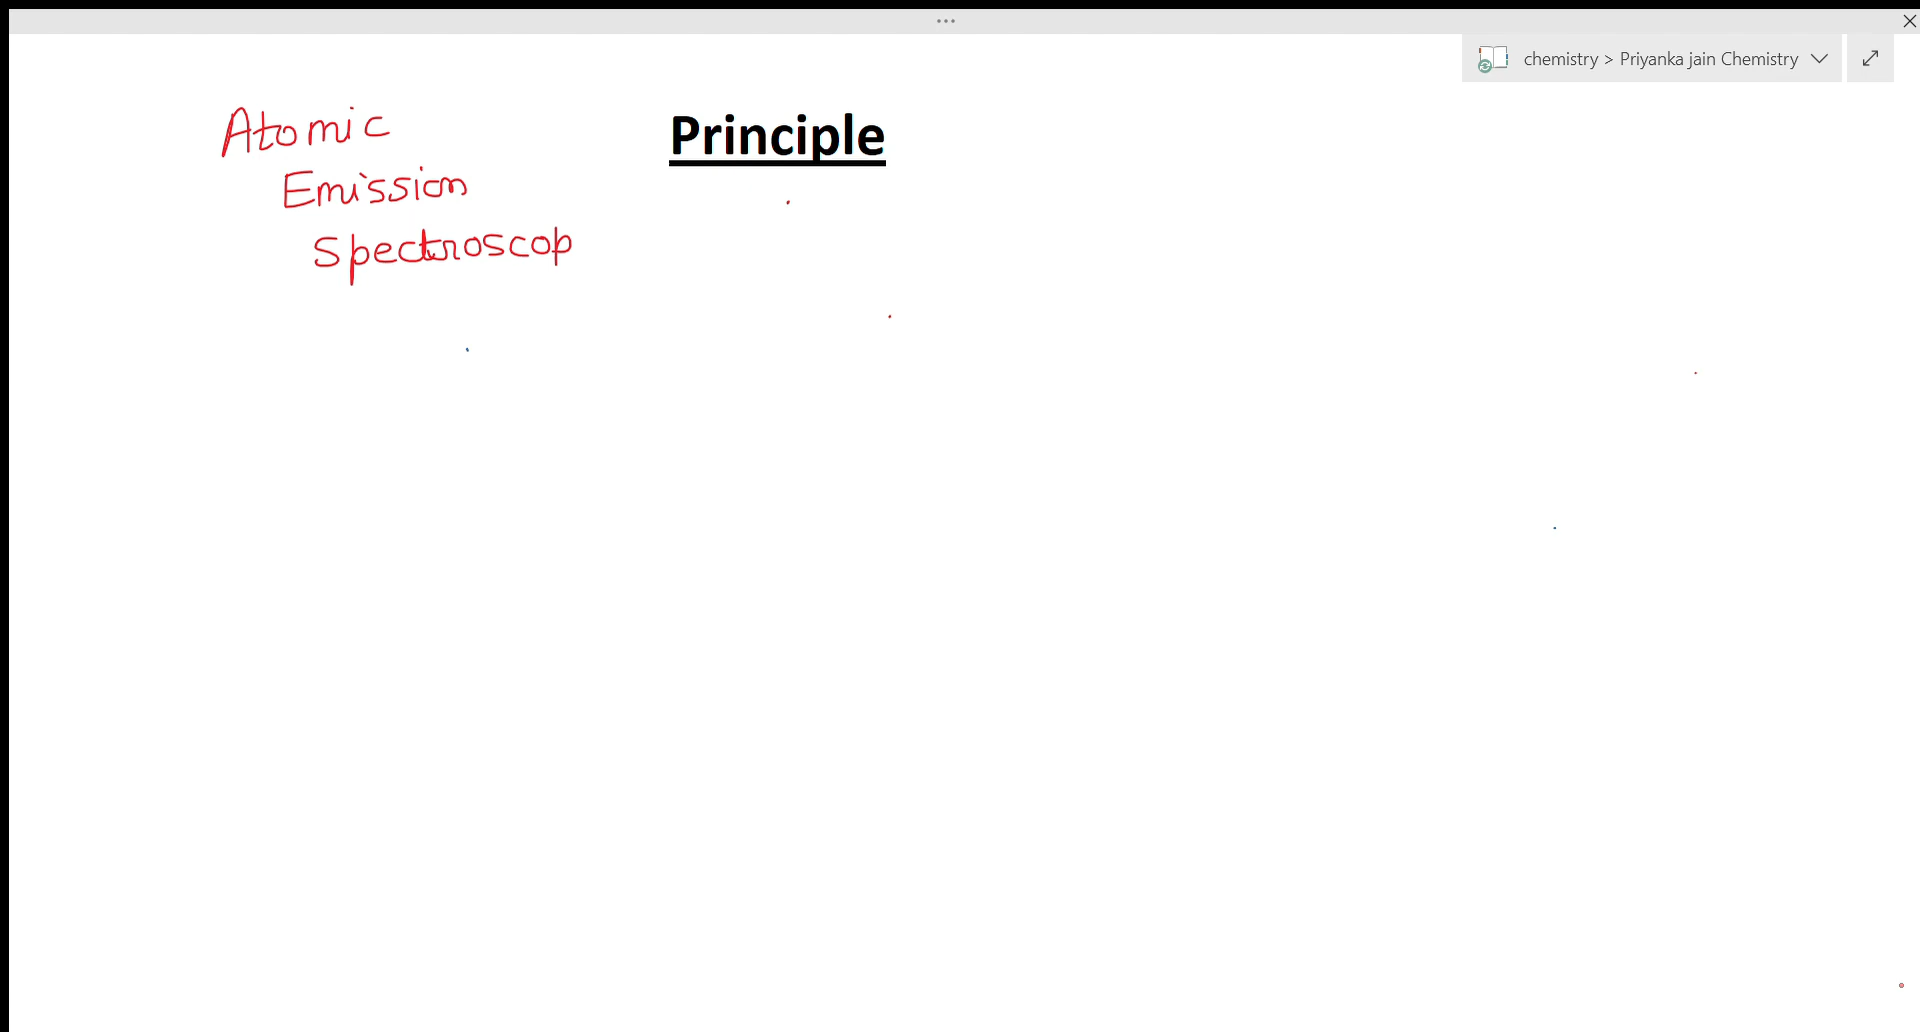 chemistry > Priyanka jain Chemistry
Principle
Atomic
Emission
Spectroscop